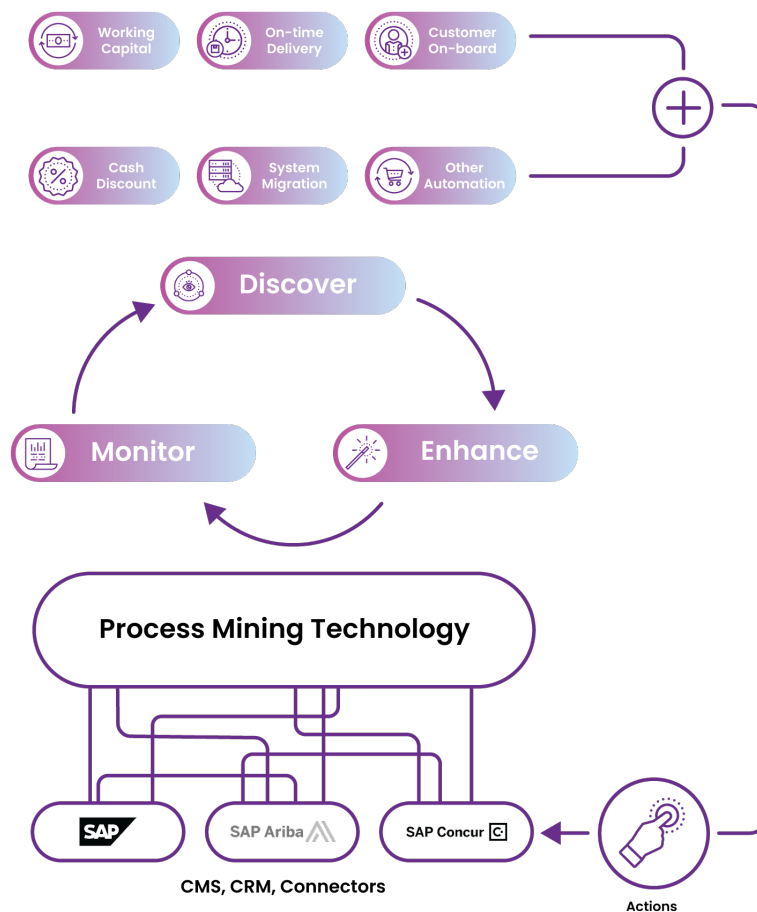 Working
Capital
On-time
Delivery
Customer
On-board
Cash
Discount
System
Migration
Other
Automation
Discover
Monitor
Enhance
Process Mining Technology
SAP
SAP Ariba
SAP Concur C
CMS, CRM, Connectors
Actions